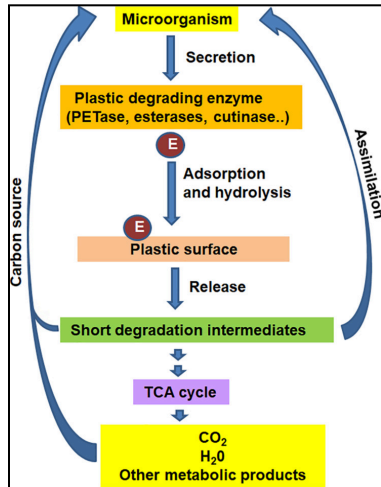 Microorganism
Secretion
Plastic degrading enzyme
(PETase, esterases, cutinase..)
E
Adsorption
and hydrolysis
E
Plastic surface
Release
Short degradation intermediates
TCA cycle
CO₂
H₂0
Other metabolic products
Carbon source
Assimilation